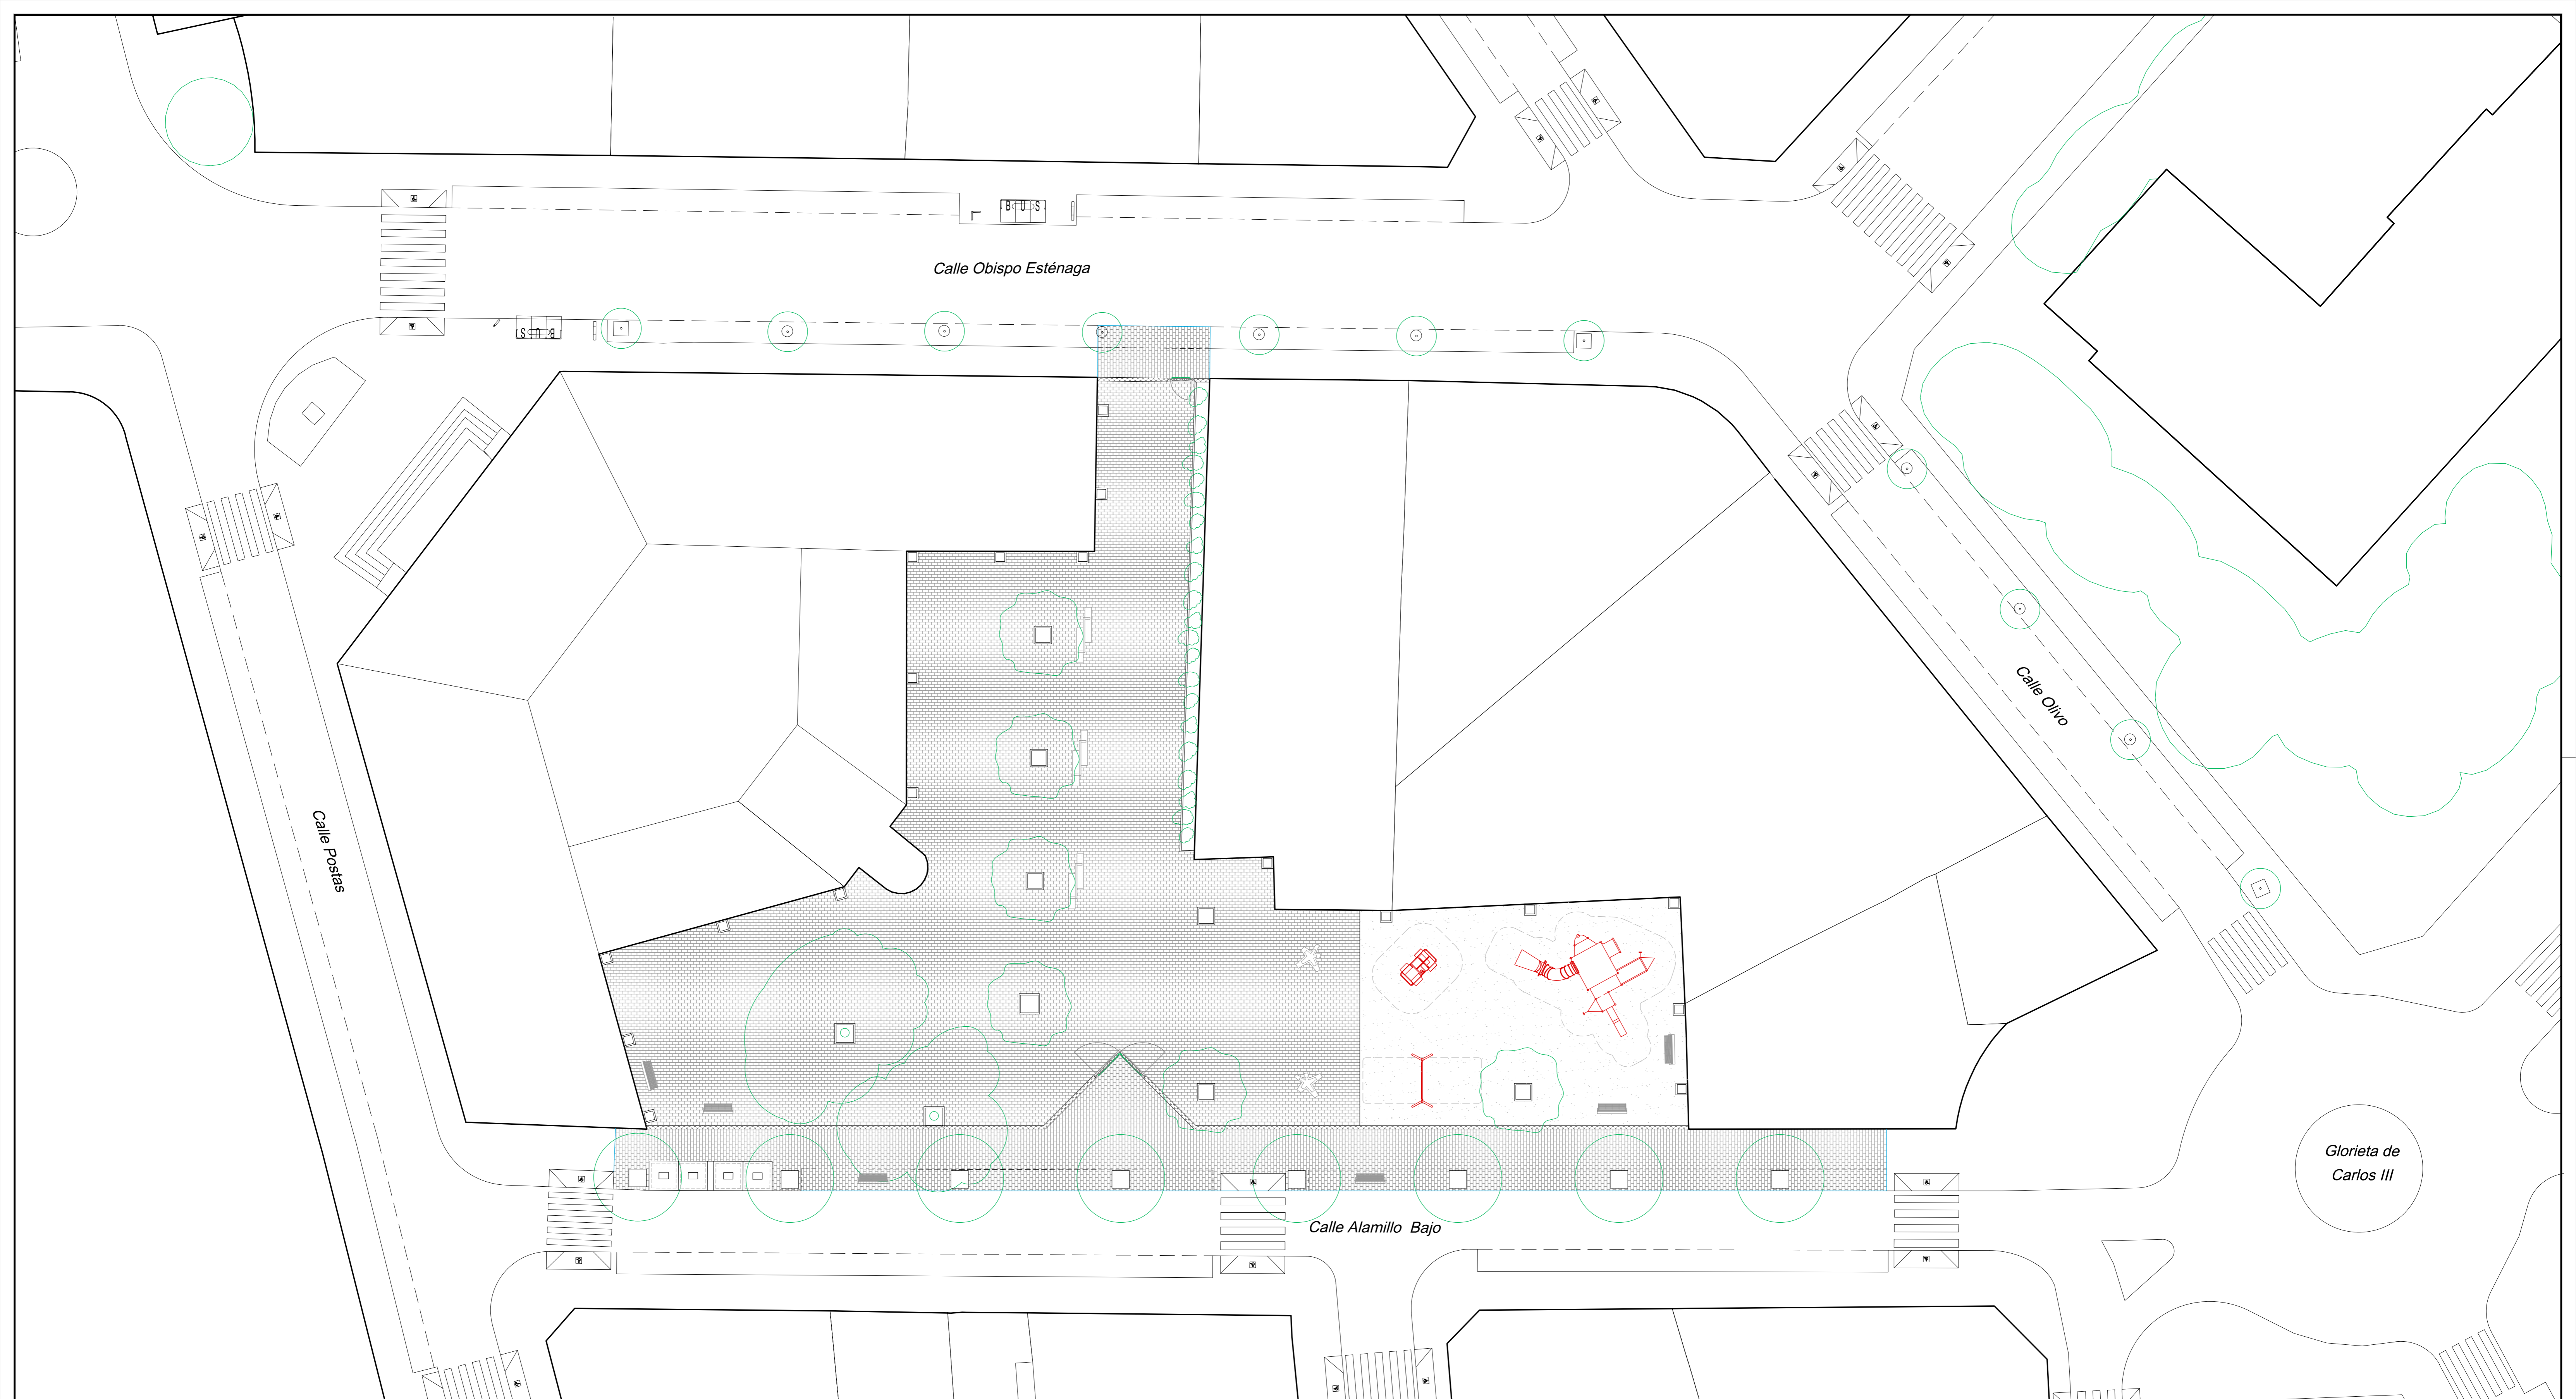 BUS
Calle Obispo Esténaga
BUS
Calle Olivo
Calle Postas
Glorieta de
Carlos III
Calle Alamillo Bajo